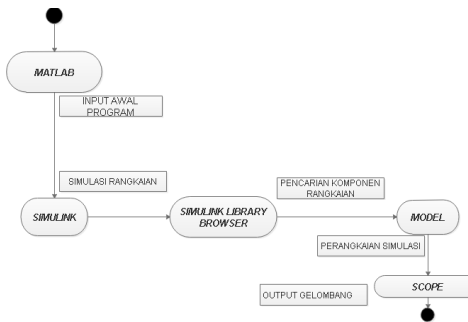 MATLAB
INPUT AWAL
PROGRAM
SIMULASI RANGKAIAN
SIMULINK
SIMULINK LIBRARY
BROWSER
PENCARIAN KOMPONEN
RANGKAIAN
MODEL
PERANGKAIAN SIMULASI
SCOPE
OUTPUT GELOMBANG